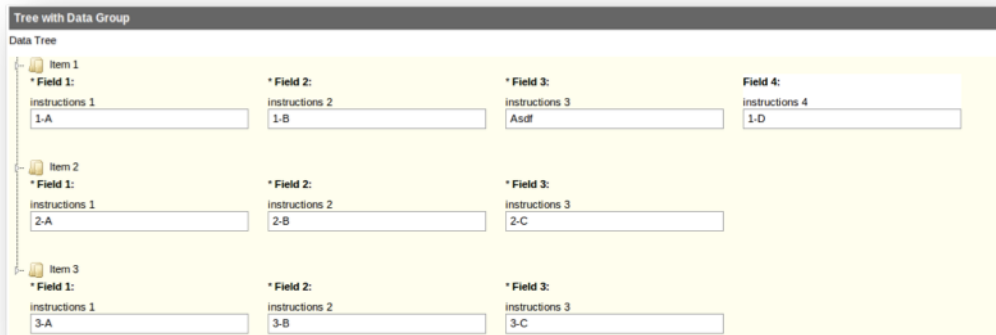 Tree with Data Group
Data Tree
Item 1
* Field 1: * Field 2: * Field 3: Field 4:
instructions 1 instructions 2 instructions 3 instructions 4
1-A 1-B Asdf 1-D
Item 2
* Field 1: * Field 2: * Field 3:
instructions 1 instructions 2 instructions 3
2-A 2-B 2-C
Item 3
* Field 1: * Field 2: * Field 3:
instructions 1 instructions 2 instructions 3
3-A 3-B 3-C